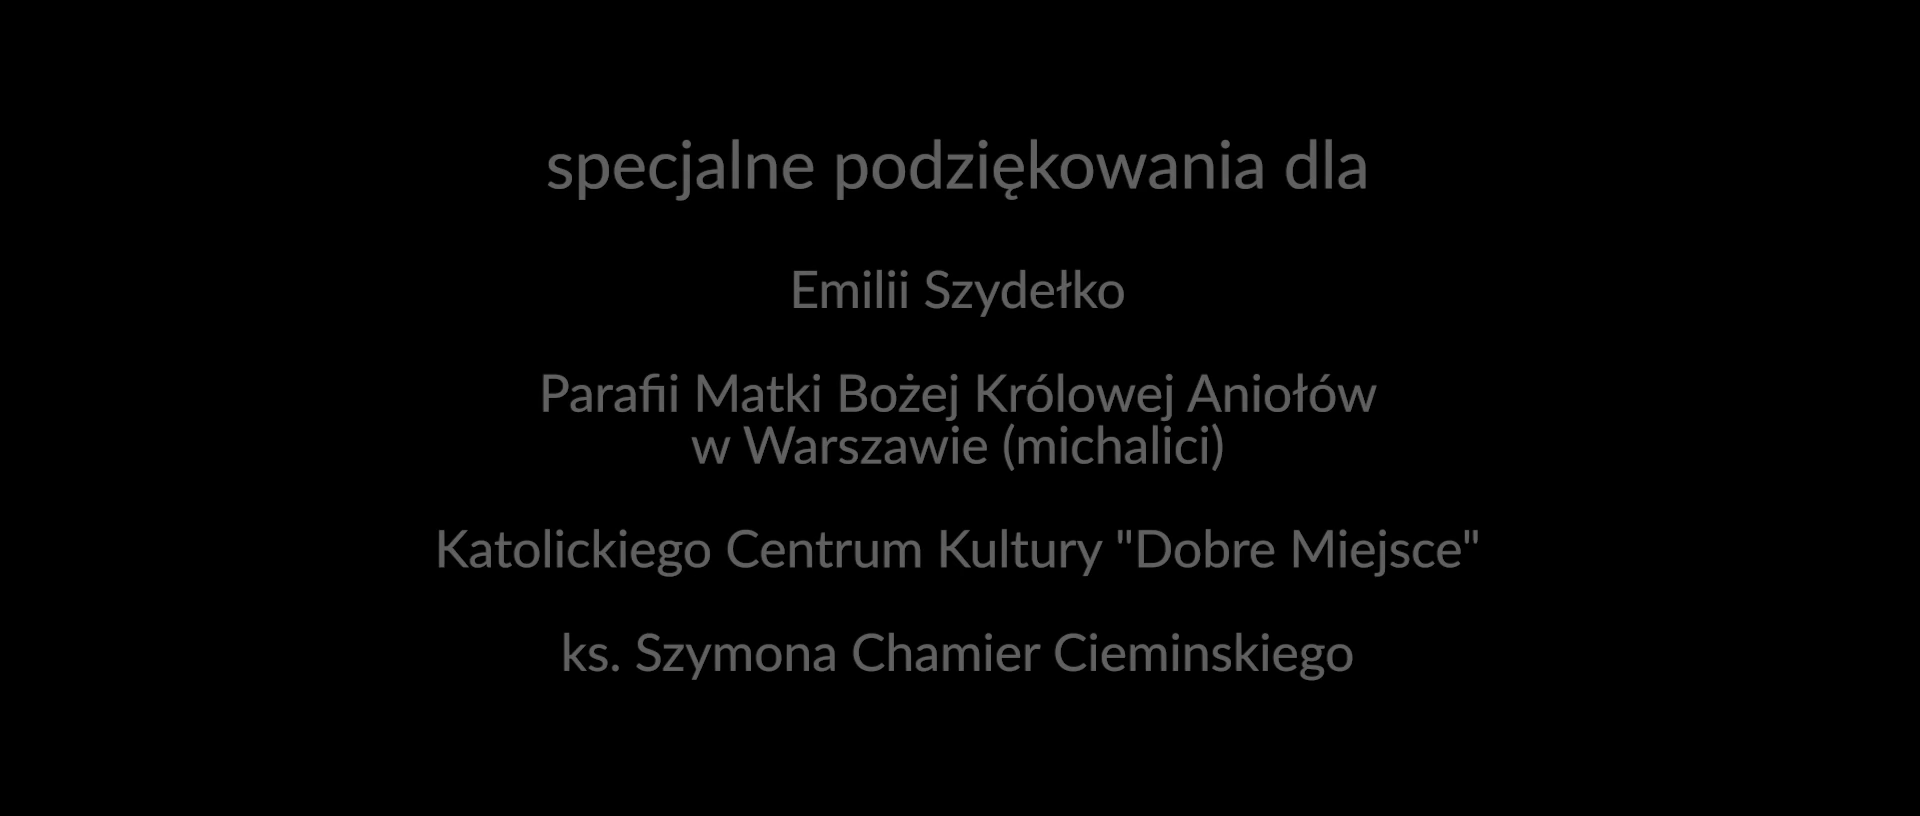 specjalne podziękowania dla
Emilii Szydełko
Parafii Matki Bożej Królowej Aniołów
w Warszawie (michalici)
Katolickiego Centrum Kultury "Dobre Miejsce"
ks. Szymona Chamier Cieminskiego